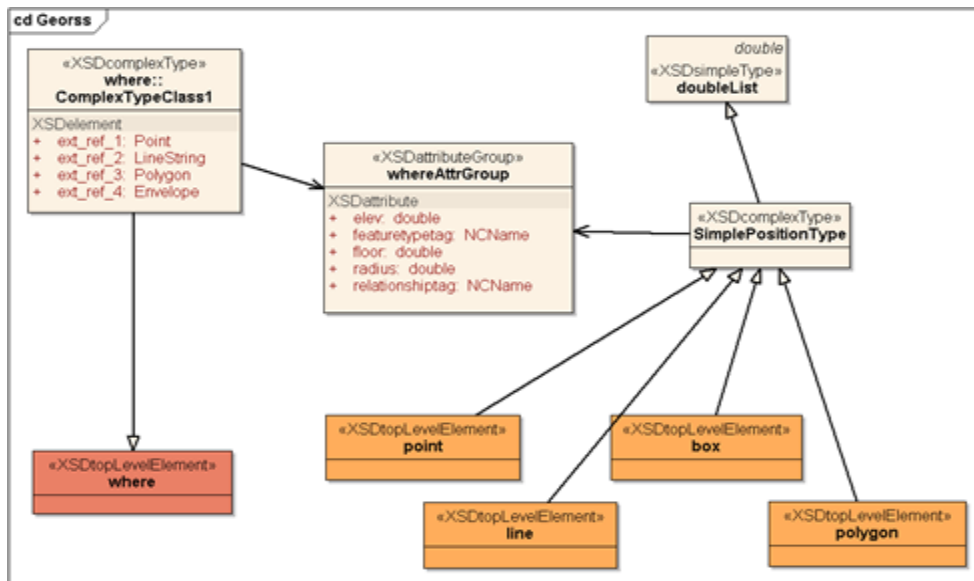 cd Georss
«XSDcomplexType»
where::
ComplexTypeClass1
XSDelement
+ ext_ref_1: Point
+ ext_ref_2: LineString
+ ext_ref_3: Polygon
+ ext_ref_4: Envelope
«XSDattributeGroup»
whereAttrGroup
XSDattribute
+ elev: double
+ featuretypetag: NCName
+ floor: double
+ radius: double
+ relationshiptag: NCName
double
«XSDsimpleType»
doubleList
«XSDcomplexType»
SimplePositionType
«XSDtopLevelElement»
where
«XSDtopLevelElement»
point
«XSDtopLevelElement»
box
«XSDtopLevelElement»
line
«XSDtopLevelElement»
polygon